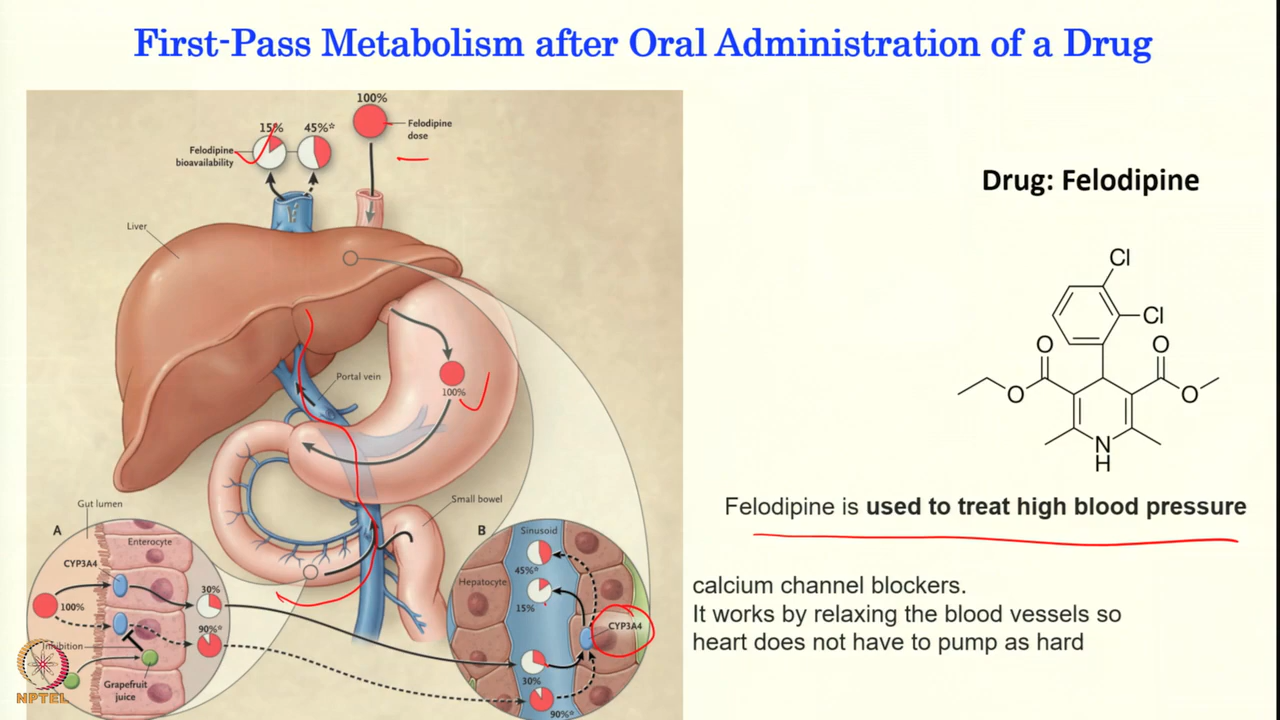 First-Pass Metabolism after Oral Administration of a Drug
100%
15%
45%*
Felodipine
dose
Felodipine
bioavailability
Liver
Portal vein
100%
Small bowel
Gut lumen
A
Enterocyte
CYP3A4
30%
100%
90%*
Inhibition
Grapefruit
juice
B
Sinusoid
45%*
Hepatocyte
15%
CYP3A4
30%
90%*
NPTEL
Drug: Felodipine
Cl
Cl
O
O
O
O
N
H
Felodipine is used to treat high blood pressure
calcium channel blockers.
It works by relaxing the blood vessels so
heart does not have to pump as hard